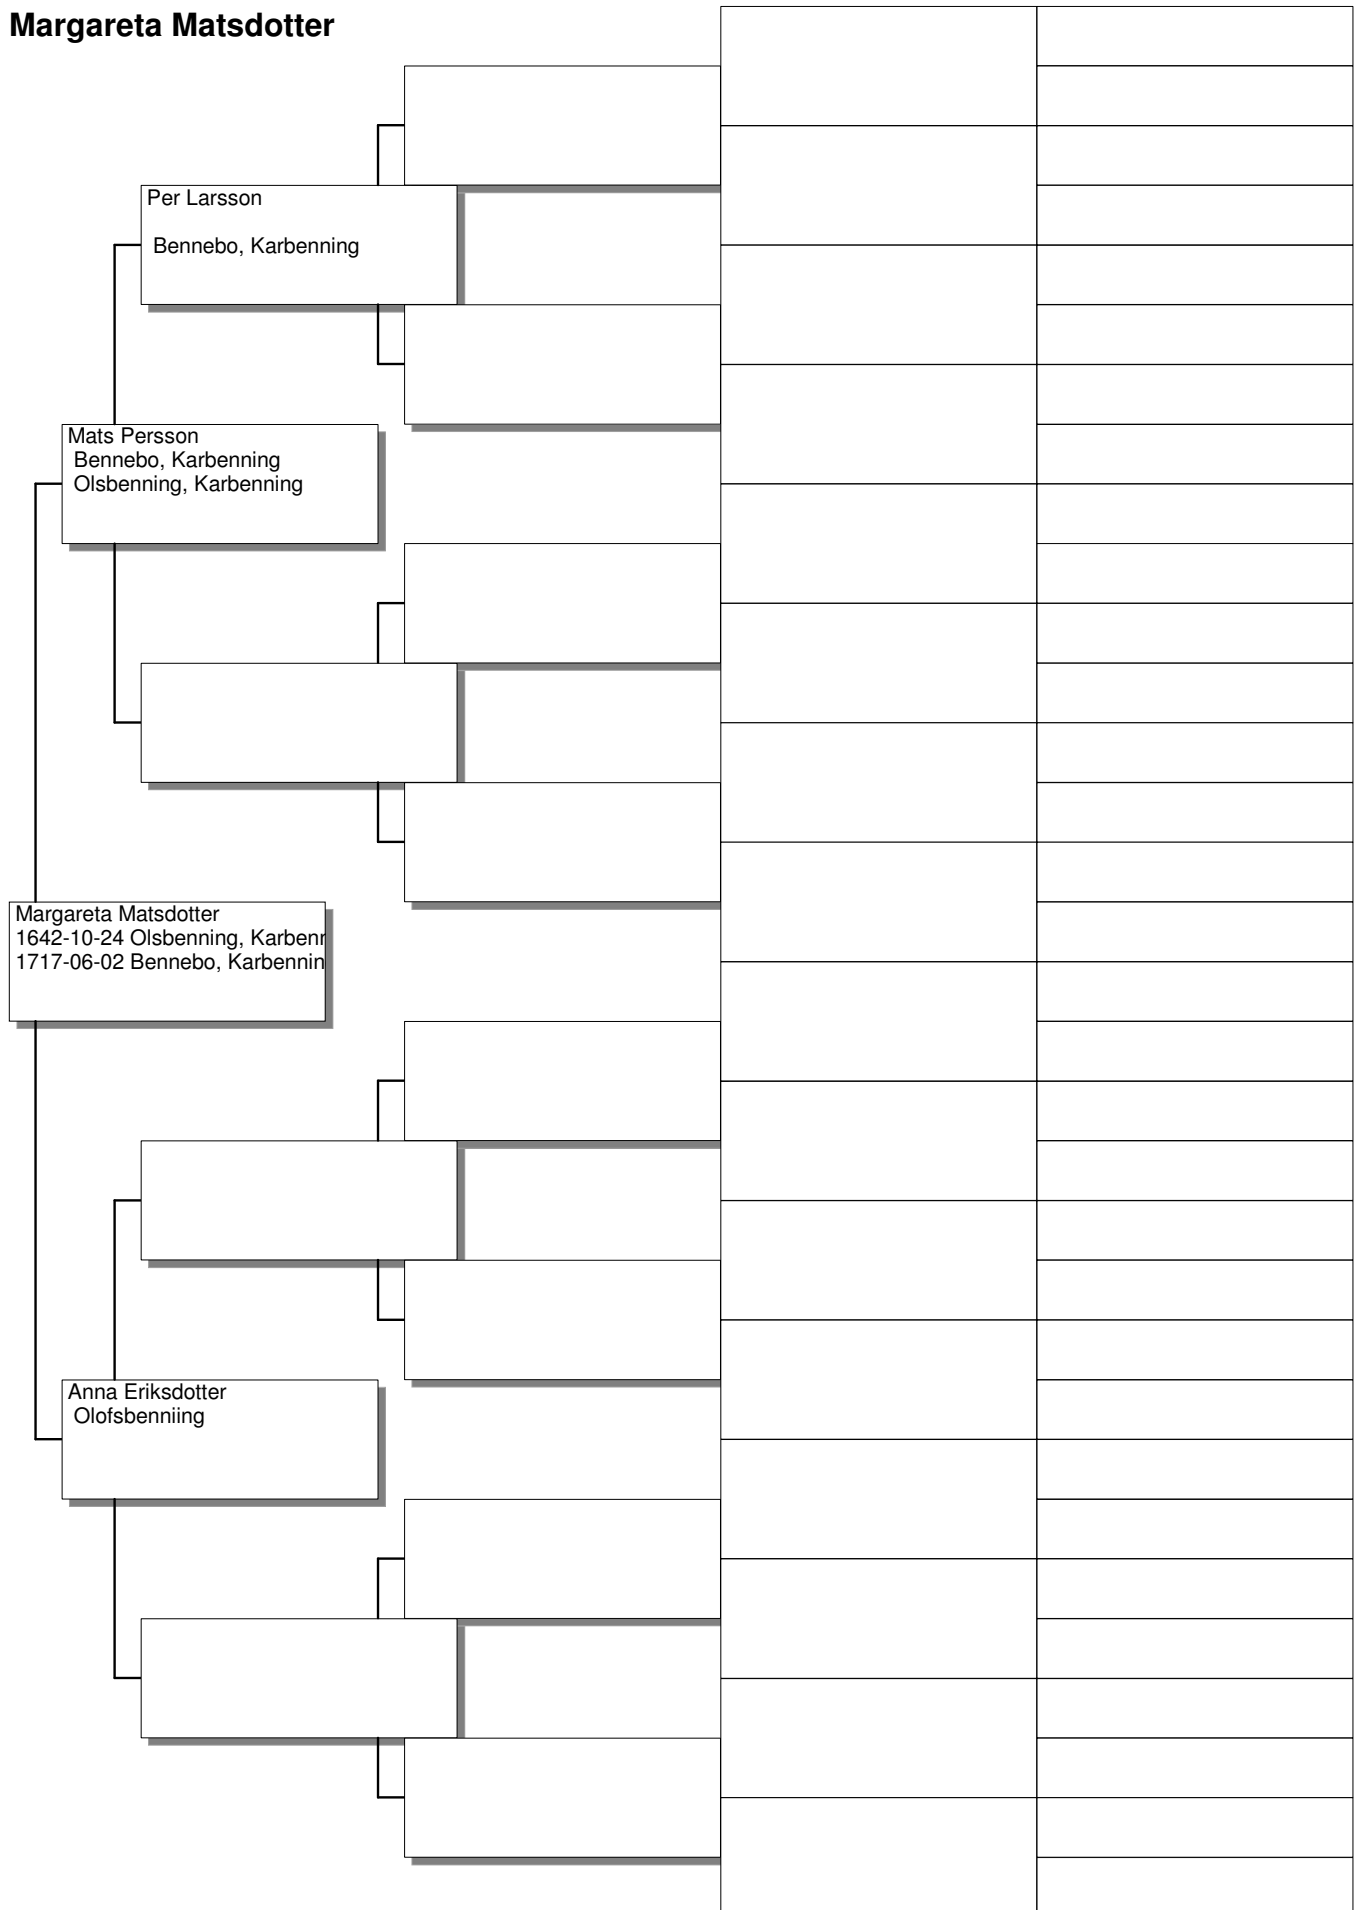 Margareta Matsdotter
Per Larsson
Bennebo, Karbenning
Mats Persson
Bennebo, Karbenning
Olsbenning, Karbenning
Margareta Matsdotter
1642-10-24 Olsbenning, Karbenn
1717-06-02 Bennebo, Karbennin
Anna Eriksdotter
Olofsbenniing